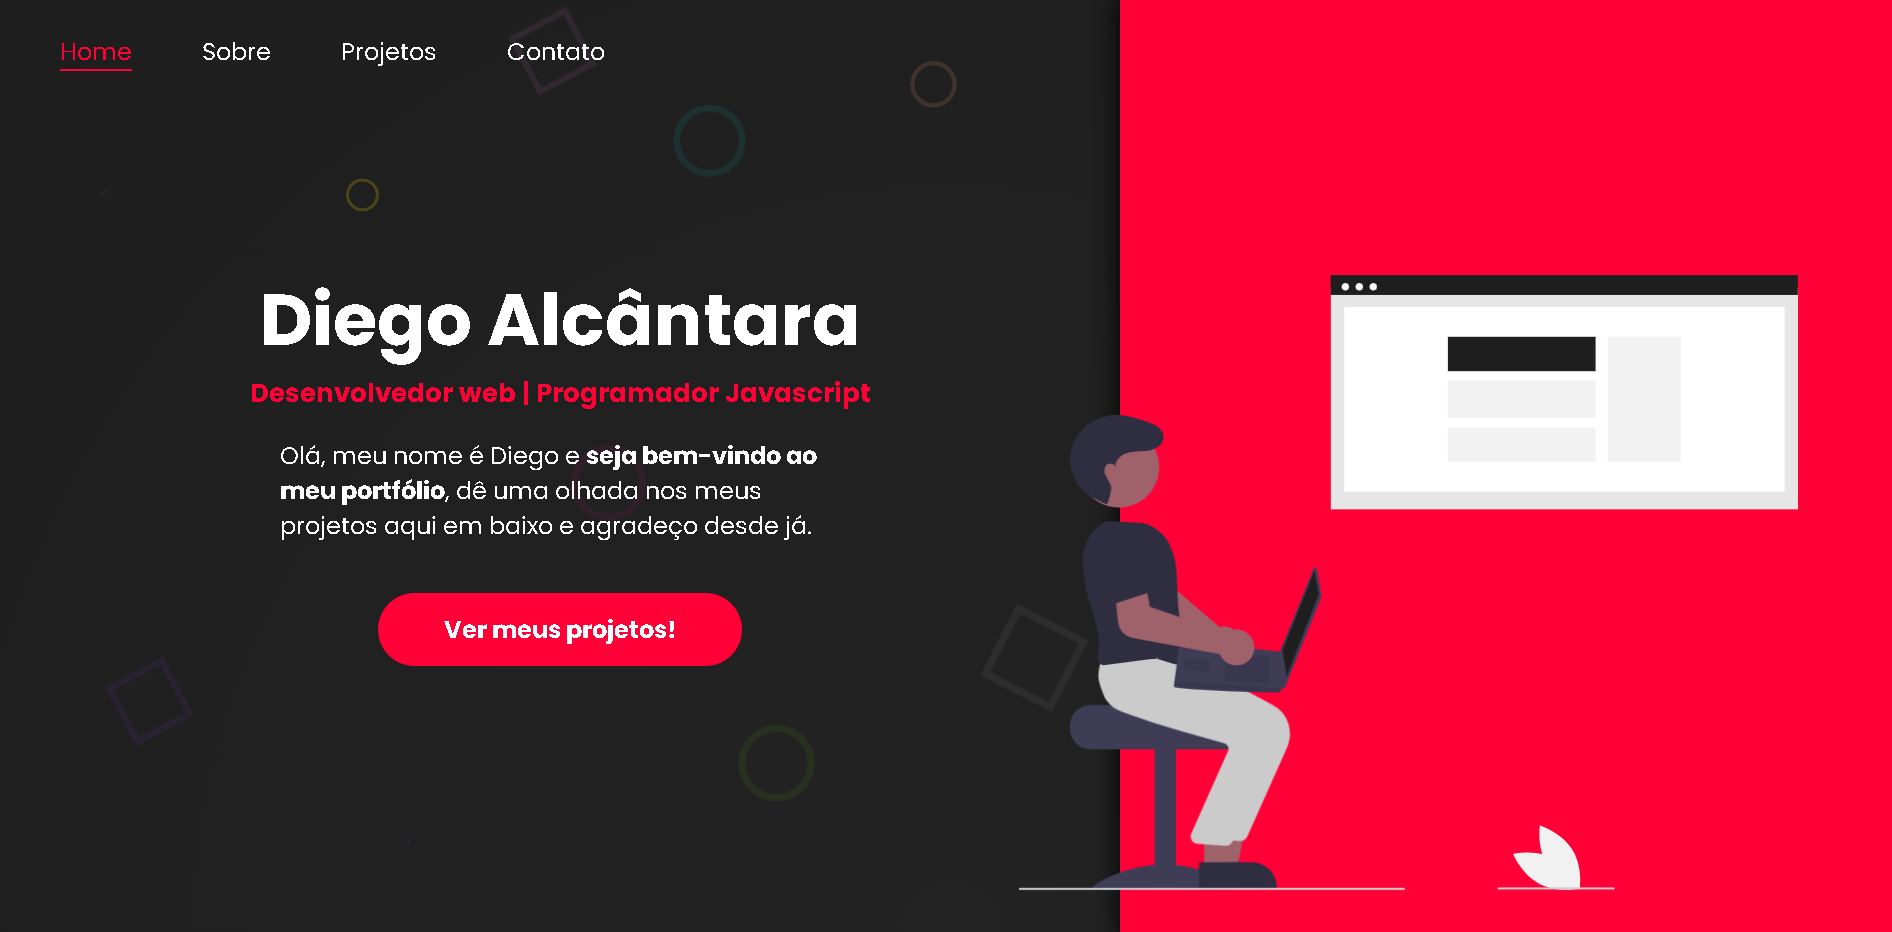 Home Sobre Projetos Contato
Diego Alcântara
Desenvolvedor web | Programador Javascript
Olá, meu nome é Diego e seja bem-vindo ao
meu portfólio, dê uma olhada nos meus
projetos aqui em baixo e agradeço desde já.
Ver meus projetos!